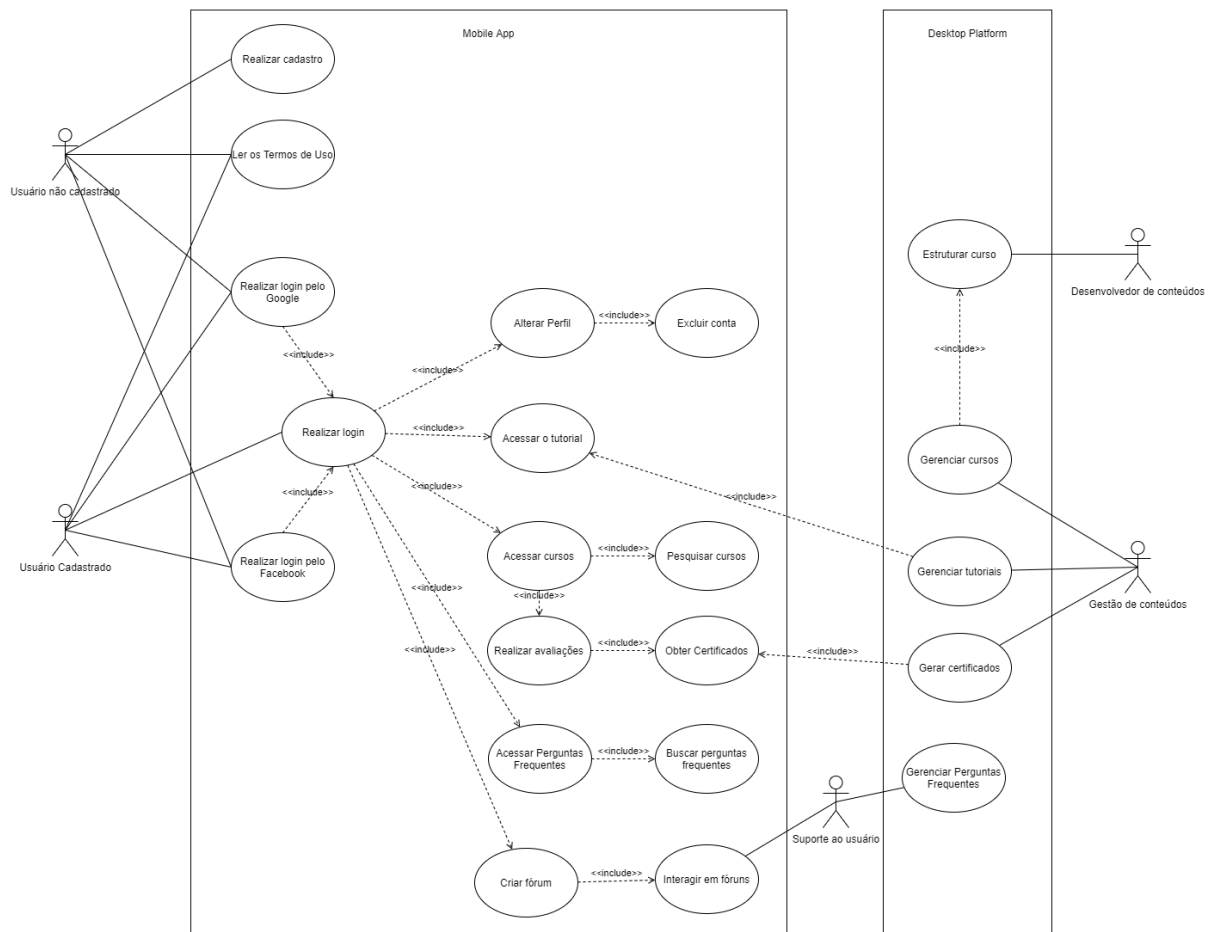 Mobile App
Desktop Platform
Realizar cadastro
Ler os Termos de Uso
Usuário não cadastrado
Estruturar curso
Desenvolvedor de conteúdos
Realizar login pelo
Google
Alterar Perfil
<<include>>
Excluir conta
<<include>>
<<include>>
<<include>>
Realizar login
<<include>>
Acessar o tutorial
Gerenciar cursos
<<include>>
<<include>>
<<include>>
Usuário Cadastrado
Realizar login pelo
Facebook
Acessar cursos
<<include>>
Pesquisar cursos
Gerenciar tutoriais
Gestão de conteúdos
<<include>>
<<include>>
<<include>>
Realizar avaliações
<<include>>
Obter Certificados
<<include>>
Gerar certificados
Acessar Perguntas
Frequentes
<<include>>
Buscar perguntas
frequentes
Gerenciar Perguntas
Frequentes
Suporte ao usuário
Criar fórum
<<include>>
Interagir em fóruns